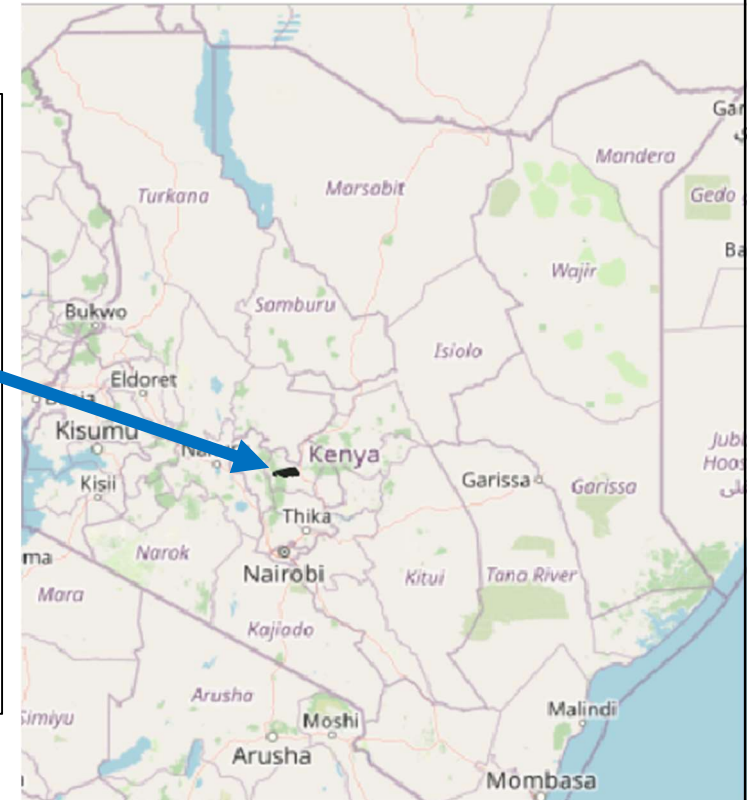 Gar
Mandera
Turkana
Marsabit
Gedo
Ba
Wajir
Bukwo
Samburu
Isiolo
Eldoret
Kisumu
Kenya
Jub
Hoos
Kisii
Garissa
Garissa
Thika
ma
Narok
Nairobi
Kitui
Tana River
Mara
Kajiado
Arusha
Simiyu
Moshi
Malindi
Arusha
Mombasa